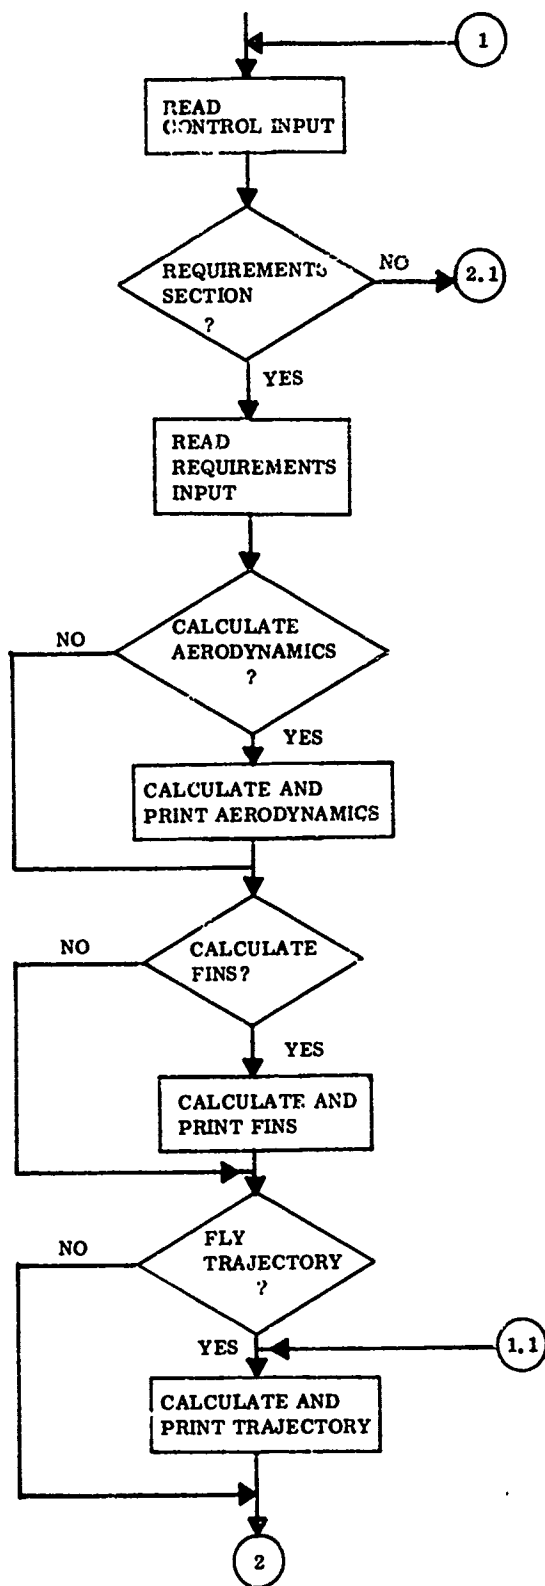 1
READ
CONTROL INPUT
REQUIREMENTS
SECTION
?
NO
2.1
YES
READ
REQUIREMENTS
INPUT
NO
CALCULATE
AERODYNAMICS
?
YES
CALCULATE AND
PRINT AERODYNAMICS
NO
CALCULATE
FINS?
YES
CALCULATE AND
PRINT FINS
NO
FLY
TRAJECTORY
?
YES
1.1
CALCULATE AND
PRINT TRAJECTORY
2